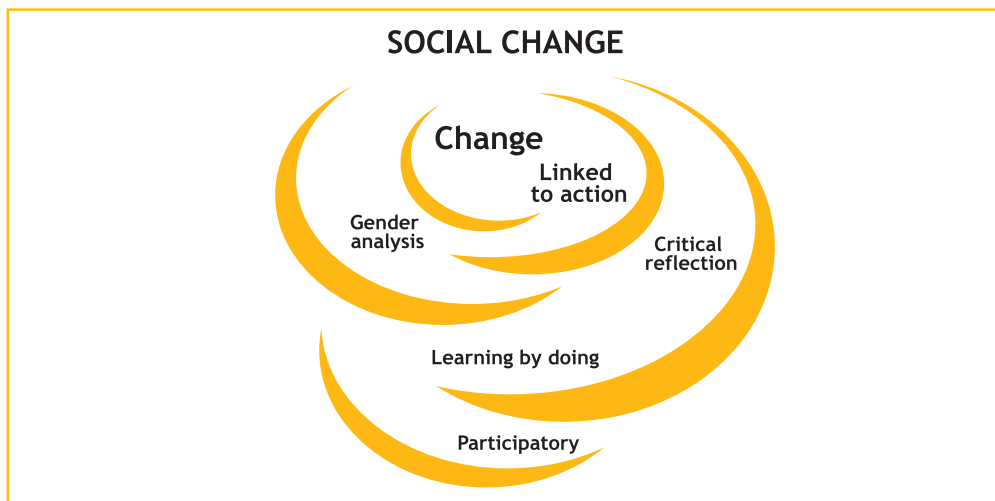 SOCIAL CHANGE
Change
Linked
to action
Gender
analysis
Critical
reflection
Learning by doing
Participatory